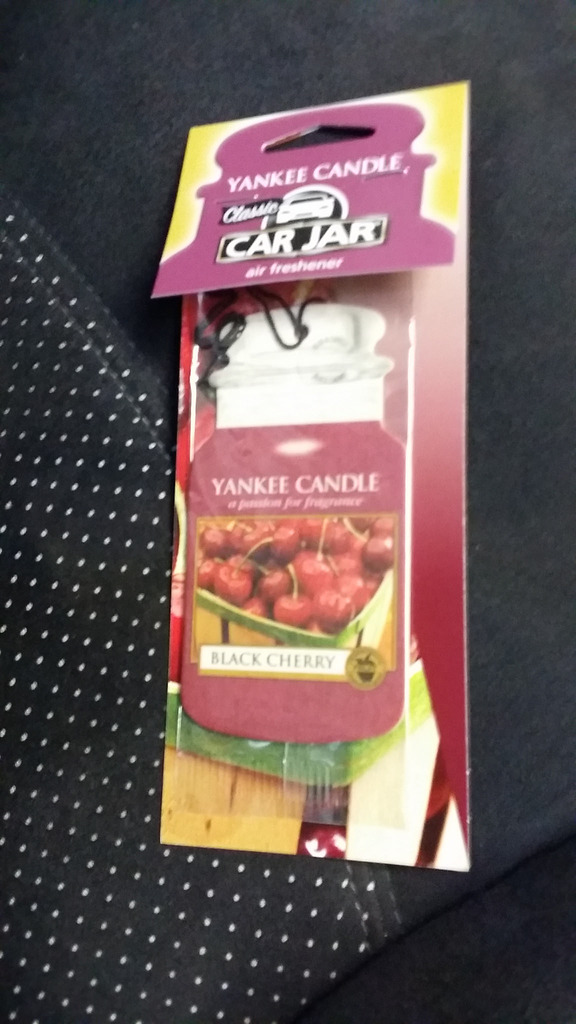 YANKEE CANDLE
Classic
CAR JAR
air freshener
YANKEE CANDLE
a passion for fragrance
BLACK CHERRY